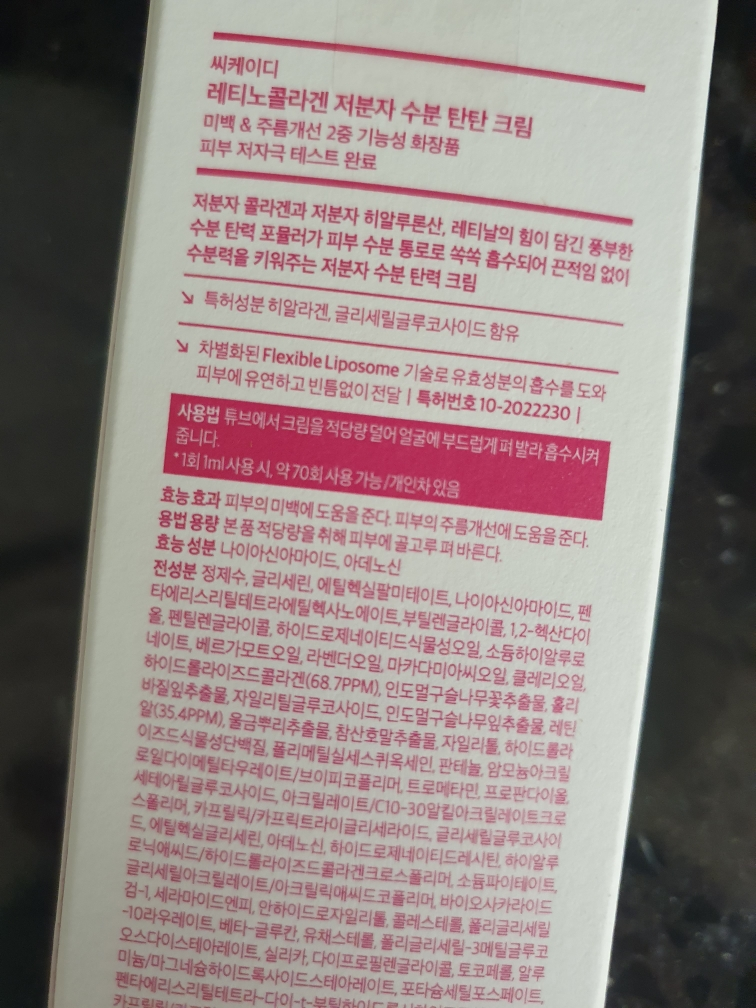 씨케이디
레티노콜라겐 저분자 수분 탄탄 크림
미백 & 주름개선 2중 기능성 화장품
피부 저자극 테스트 완료
저분자 콜라겐과 저분자 히알루론산, 레티날의 힘이 담긴 풍부한
수분 탄력 포뮬러가 피부 수분 통로로 쏙쏙 흡수되어 끈적임 없이
수분력을 키워주는 저분자 수분 탄력 크림
↘ 특허성분 히알라겐, 글리세릴글루코사이드 함유
↘ 차별화된 Flexible Liposome 기술로 유효성분의 흡수를 도와
피부에 유연하고 빈틈없이 전달 | 특허번호 10-2022230 |
사용법 튜브에서 크림을 적당량 덜어 얼굴에 부드럽게 펴 발라 흡수시켜
줍니다.
*1회 1ml 사용 시, 약 70회 사용 가능/개인차 있음
효능 효과 피부의 미백에 도움을 준다. 피부의 주름개선에 도움을 준다.
용법 용량 본 품 적당량을 취해 피부에 골고루 펴 바른다.
효능 성분 나이아신아마이드, 아데노신
전성분 정제수, 글리세린, 에틸헥실팔미테이트, 나이아신아마이드, 펜
타에리스리틸테트라에틸헥사노에이트, 부틸렌글라이콜, 1,2-헥산다이
올, 펜틸렌글라이콜, 하이드로제네이티드식물성오일, 소듐하이알루로
네이트, 베르가모트오일, 라벤더오일, 마카다미아씨오일, 클레리오일,
하이드롤라이즈드콜라겐(68.7PPM), 인도멀구슬나무꽃추출물, 홀리
바질잎추출물, 자일리틸글루코사이드, 인도멀구슬나무잎추출물, 레틴
알(35.4PPM), 울금뿌리추출물, 참산호말추출물, 자일리톨, 하이드롤라
이즈드식물성단백질, 폴리메틸실세스퀴옥세인, 판테놀, 암모늄아크릴
로일다이메틸타우레이트/브이피코폴리머, 트로메타민, 프로판다이올,
세테아릴글루코사이드, 아크릴레이트/C10-30알킬아크릴레이트크로
스폴리머, 카프릴릭/카프릭트라이글리세라이드, 글리세릴글루코사이
드, 에틸헥실글리세린, 아데노신, 하이드로제네이티드레시틴, 하이알루
로닉애씨드/하이드롤라이즈드콜라겐크로스폴리머, 소듐파이테이트,
글리세릴아크릴레이트/아크릴릭애씨드코폴리머, 바이오사카라이드
검-1, 세라마이드엔피, 안하이드로자일리톨, 콜레스테롤, 폴리글리세릴
-10라우레이트, 베타-글루칸, 유채스테롤, 폴리글리세릴-3메틸글루코
오스다이스테아레이트, 실리카, 다이프로필렌글라이콜, 토코페롤, 알루
미늄/마그네슘하이드록사이드스테아레이트, 포타슘세틸포스페이트,
펜타에리스리틸테트라-다이-t-부틸하이드록시하이드로